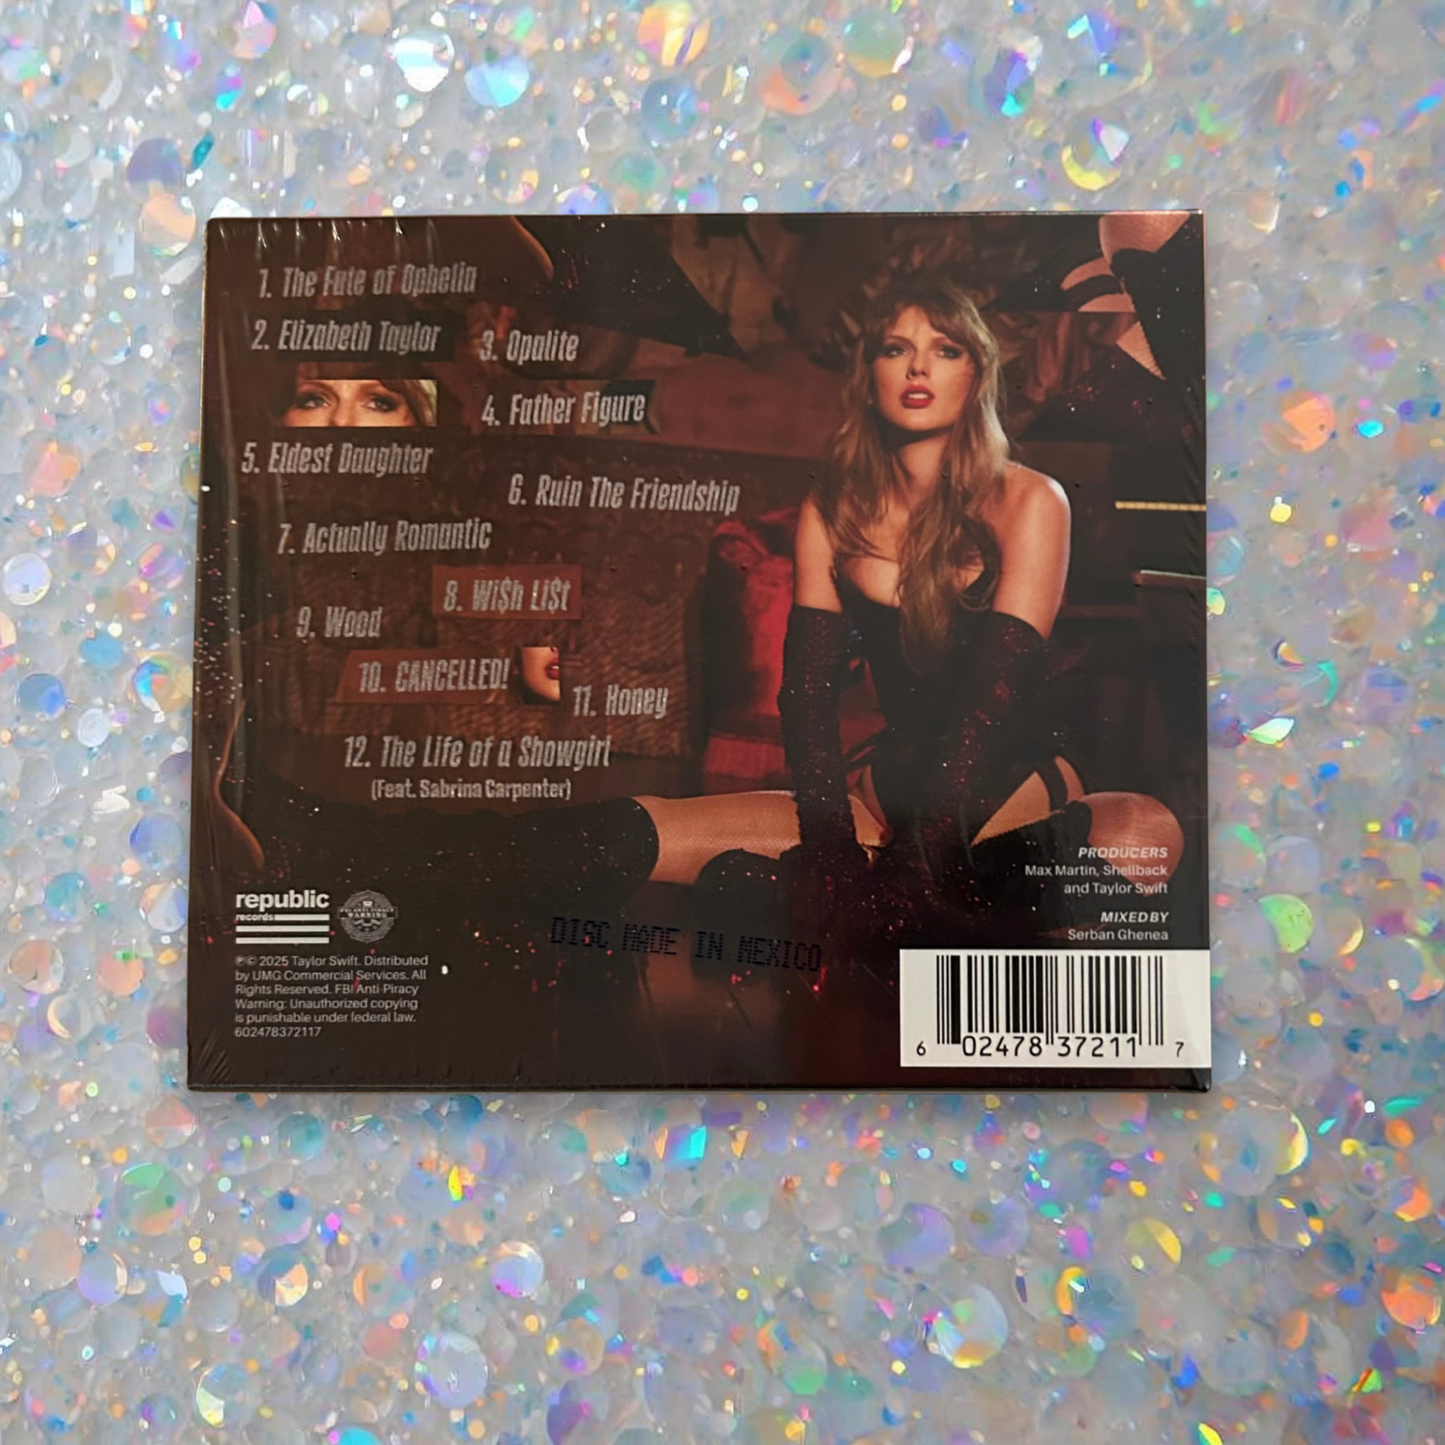 1. The Fate of Ophelia
2. Elizabeth Taylor
3. Opalite
4. Father Figure
5. Eldest Daughter
6. Ruin The Friendship
7. Actually Romantic
8. Wi$h Li$t
9. Wood
10. CANCELLED!
11. Honey
12. The Life of a Showgirl
(Feat. Sabrina Carpenter)
PRODUCERS
Max Martin, Shellback
and Taylor Swift
MIXED BY
Serban Ghenea
republic
records
FBI ANTI-PIRACY
WARNING
℗© 2025 Taylor Swift. Distributed
by UMG Commercial Services. All
Rights Reserved. FBI Anti-Piracy
Warning: Unauthorized copying
is punishable under federal law.
602478372117
DISC MADE IN MEXICO
6 02478 37211 7